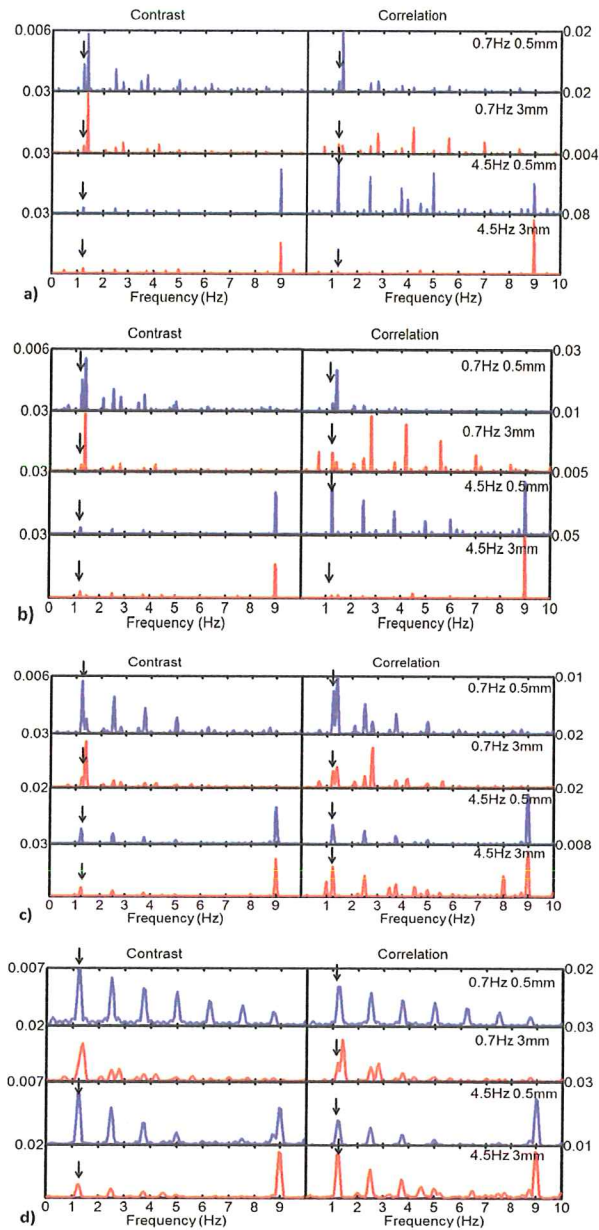 Contrast Correlation
0.006 0.02
0.7Hz 0.5mm
0.03 0.02
0.7Hz 3mm
0.03 0.004
4.5Hz 0.5mm
0.03 0.08
4.5Hz 3mm
0 1 2 3 4 5 6 7 8 9 0 1 2 3 4 5 6 7 8 9 10
a) Frequency (Hz) Frequency (Hz)
Contrast Correlation
0.006 0.03
0.7Hz 0.5mm
0.03 0.01
0.7Hz 3mm
0.03 0.005
4.5Hz 0.5mm
0.03 0.05
4.5Hz 3mm
0 1 2 3 4 5 6 7 8 9 0 1 2 3 4 5 6 7 8 9 10
b) Frequency (Hz) Frequency (Hz)
Contrast Correlation
0.006 0.01
0.7Hz 0.5mm
0.03 0.02
0.7Hz 3mm
0.02 0.02
4.5Hz 0.5mm
0.03 0.008
4.5Hz 3mm
0 1 2 3 4 5 6 7 8 9 0 1 2 3 4 5 6 7 8 9 10
c) Frequency (Hz) Frequency (Hz)
Contrast Correlation
0.007 0.02
0.7Hz 0.5mm
0.02 0.03
0.7Hz 3mm
0.007 0.03
4.5Hz 0.5mm
0.02 0.01
4.5Hz 3mm
0 1 2 3 4 5 6 7 8 9 0 1 2 3 4 5 6 7 8 9 10
d) Frequency (Hz) Frequency (Hz)